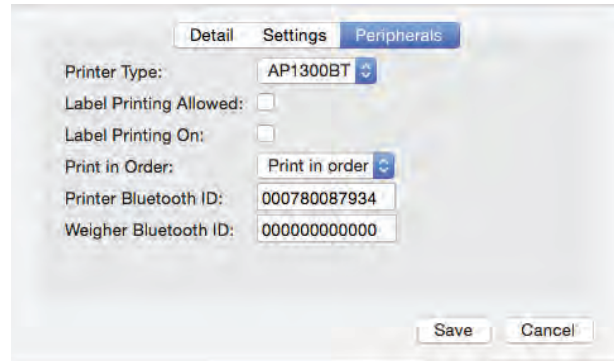 Detail Settings Peripherals
Printer Type: AP1300BT
Label Printing Allowed:
Label Printing On:
Print in Order: Print in order
Printer Bluetooth ID: 000780087934
Weigher Bluetooth ID: 000000000000
Save Cancel